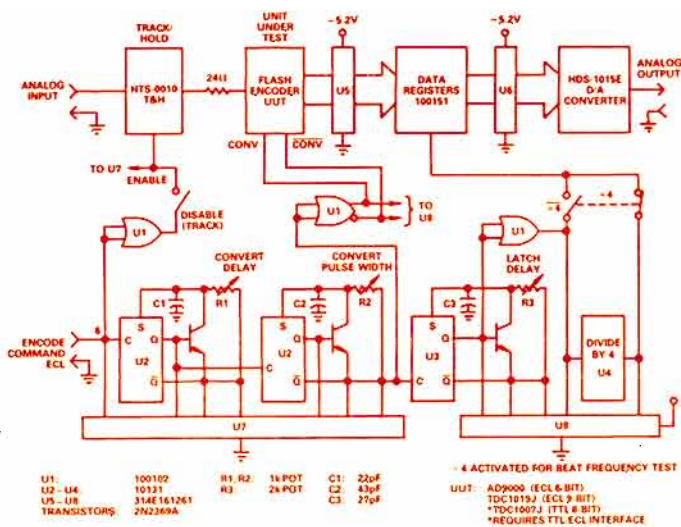 TRACK/
HOLD
UNIT
UNDER
TEST
−5.2V
−5.2V
ANALOG
INPUT
HTS-0010
T&H
24Ω
FLASH
ENCODER
UUT
U5
DATA
REGISTERS
100151
U6
HDS-1015E
D/A
CONVERTER
ANALOG
OUTPUT
CONV
CONV
TO U7
ENABLE
DISABLE
(TRACK)
U1
U1
TO
U8
U1
÷4
÷4
CONVERT
DELAY
CONVERT
PULSE WIDTH
LATCH
DELAY
C1
R1
C2
R2
C3
R3
ENCODE
COMMAND
ECL
6
S
C
Q
U2
Q
S
C
Q
U2
Q
S
C
Q
U3
Q
DIVIDE
BY 4
U4
U7
U8
÷4 ACTIVATED FOR BEAT FREQUENCY TEST
U1: 100102
U2–U4: 10131
U5–U8 314E161261
TRANSISTORS: 2N2369A
R1, R2: 1k POT
R3: 2k POT
C1: 22pF
C2: 43pF
C3: 27pF
UUT: AD9000 (ECL 6-BIT)
TDC1019J (ECL 9-BIT)
*TDC1007J (TTL 8-BIT)
*REQUIRES TTL ECL INTERFACE